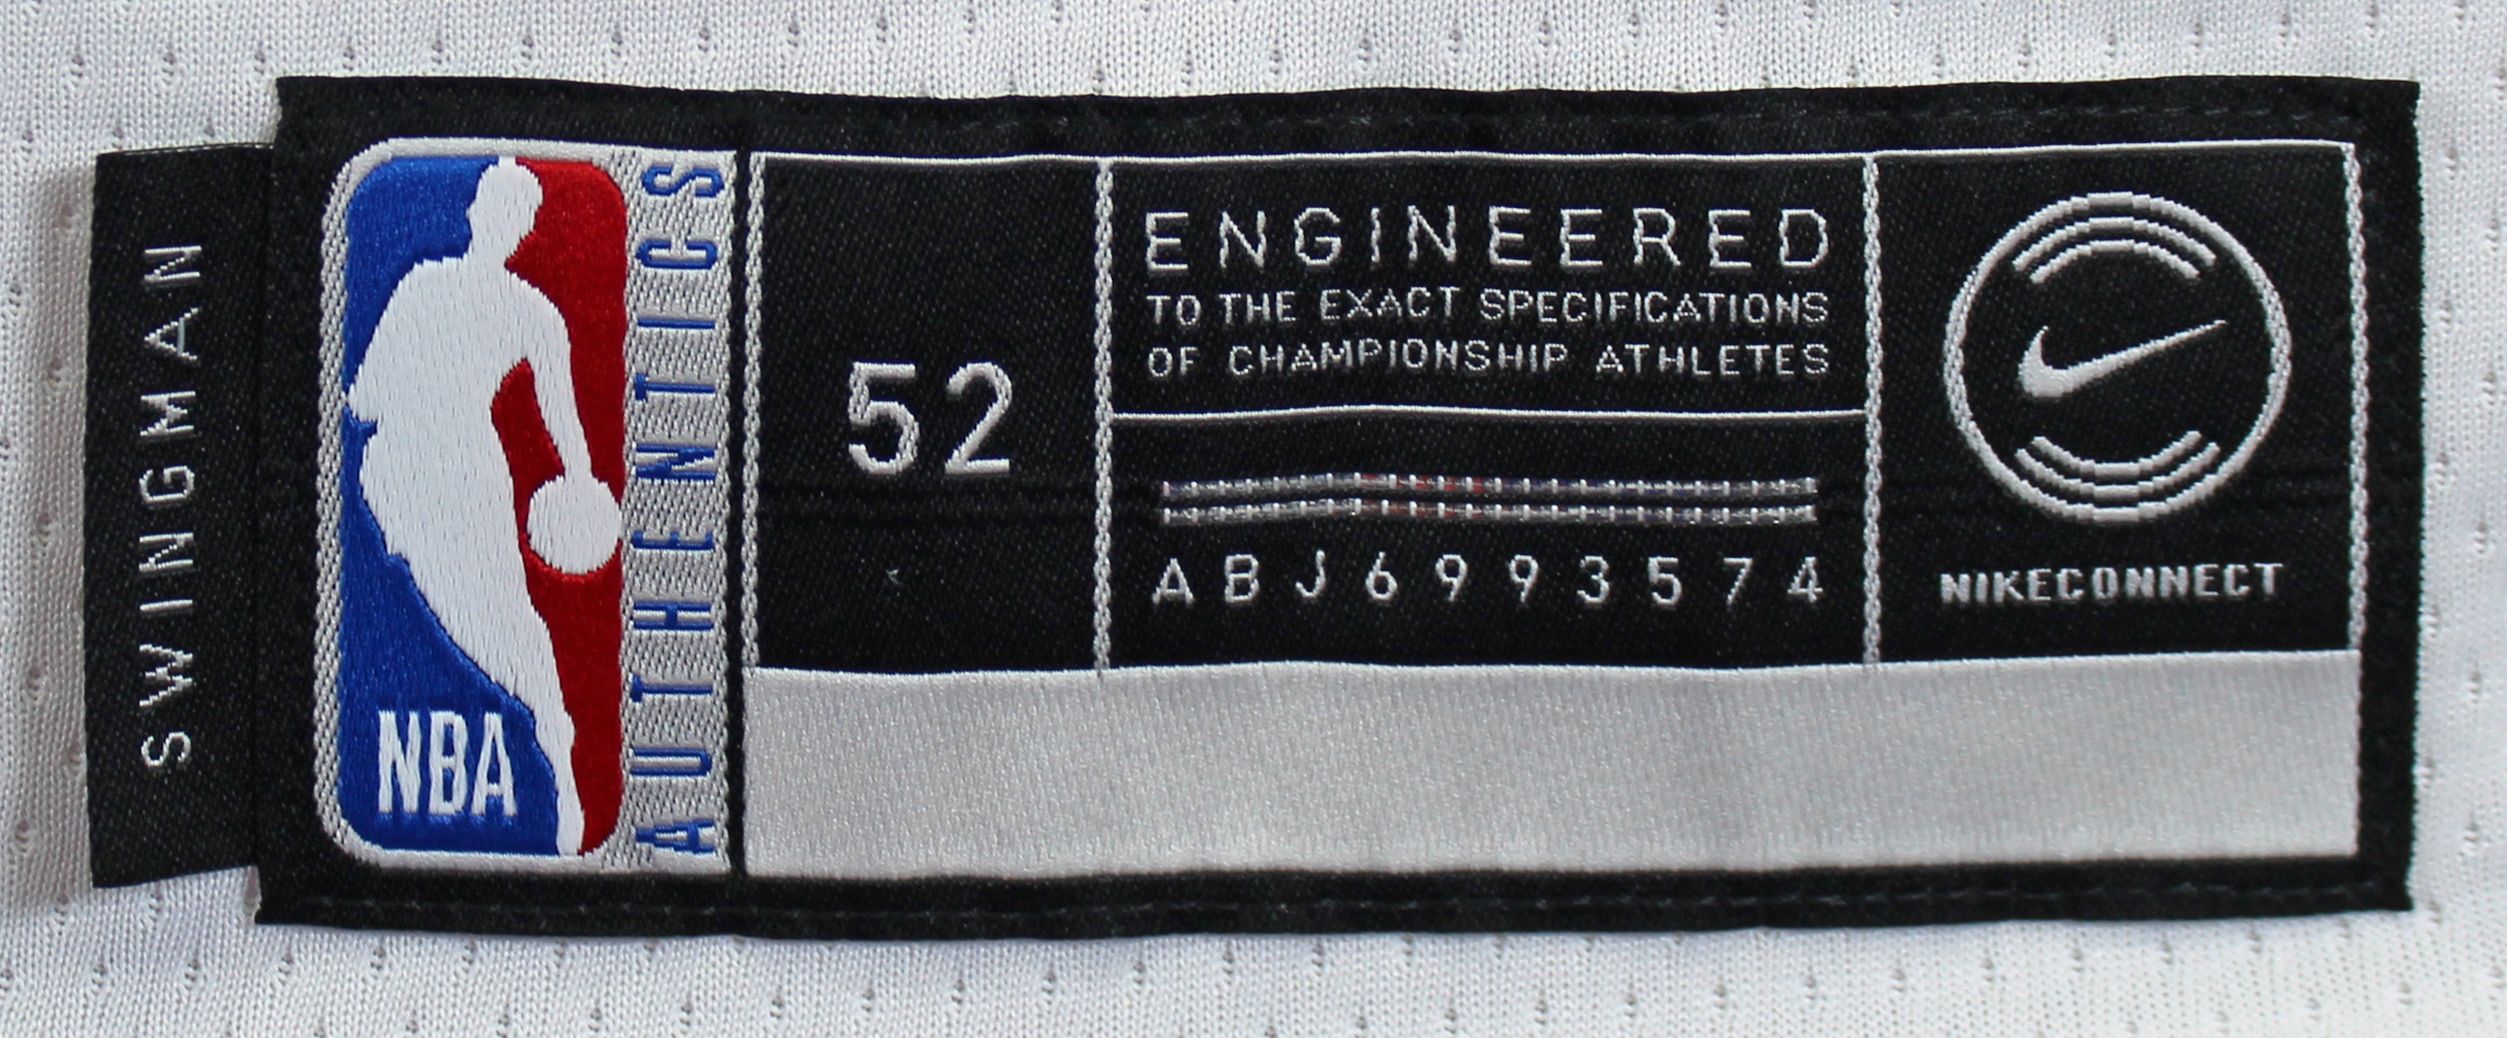 SWINGMAN
NBA
AUTHENTICS
52
ENGINEERED
TO THE EXACT SPECIFICATIONS
OF CHAMPIONSHIP ATHLETES
ABJ6993574
NIKECONNECT